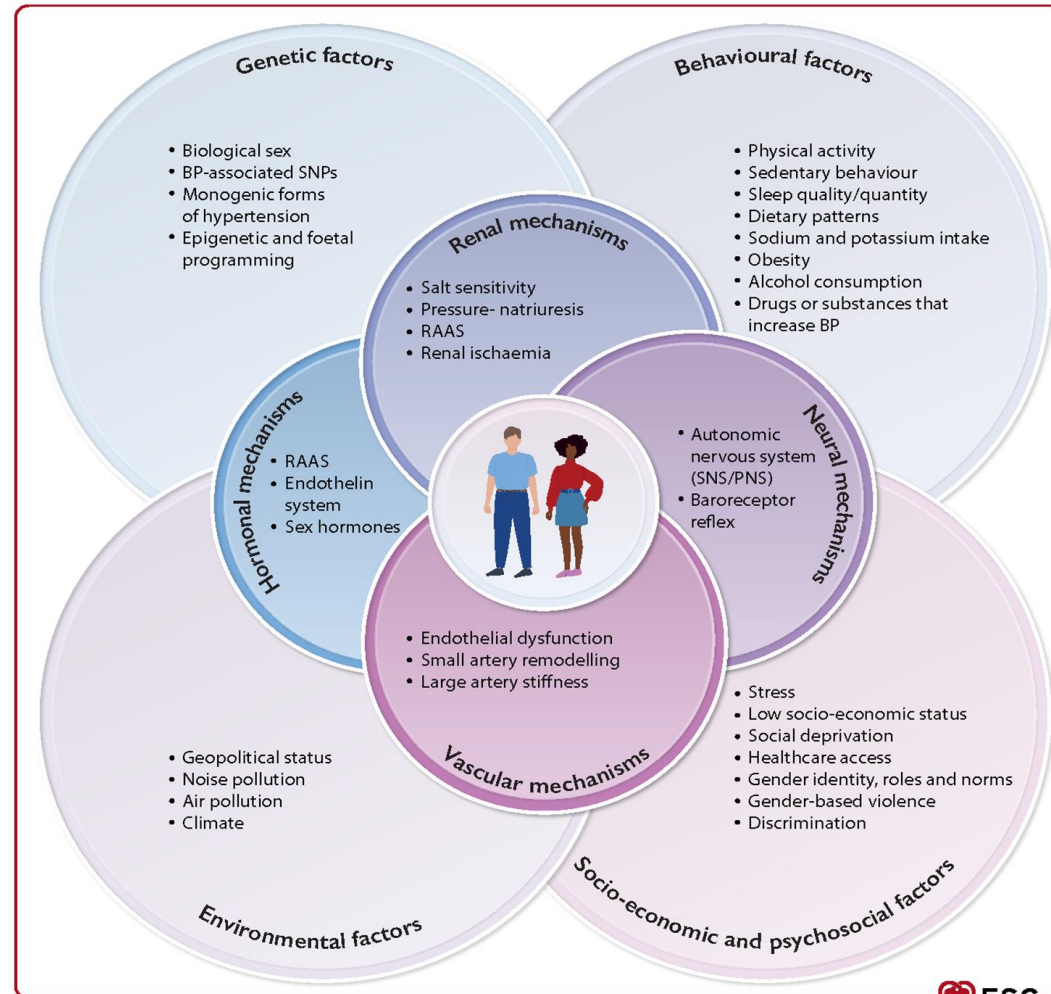 Genetic factors
• Biological sex
• BP-associated SNPs
• Monogenic forms
of hypertension
• Epigenetic and foetal
programming
Behavioural factors
• Physical activity
• Sedentary behaviour
• Sleep quality/quantity
• Dietary patterns
• Sodium and potassium intake
• Obesity
• Alcohol consumption
• Drugs or substances that
increase BP
Renal mechanisms
• Salt sensitivity
• Pressure- natriuresis
• RAAS
• Renal ischaemia
Hormonal mechanisms
• RAAS
• Endothelin
system
• Sex hormones
Neural mechanisms
• Autonomic
nervous system
(SNS/PNS)
• Baroreceptor
reflex
• Endothelial dysfunction
• Small artery remodelling
• Large artery stiffness
Vascular mechanisms
• Geopolitical status
• Noise pollution
• Air pollution
• Climate
Environmental factors
• Stress
• Low socio-economic status
• Social deprivation
• Healthcare access
• Gender identity, roles and norms
• Gender-based violence
• Discrimination
Socio-economic and psychosocial factors
ESC